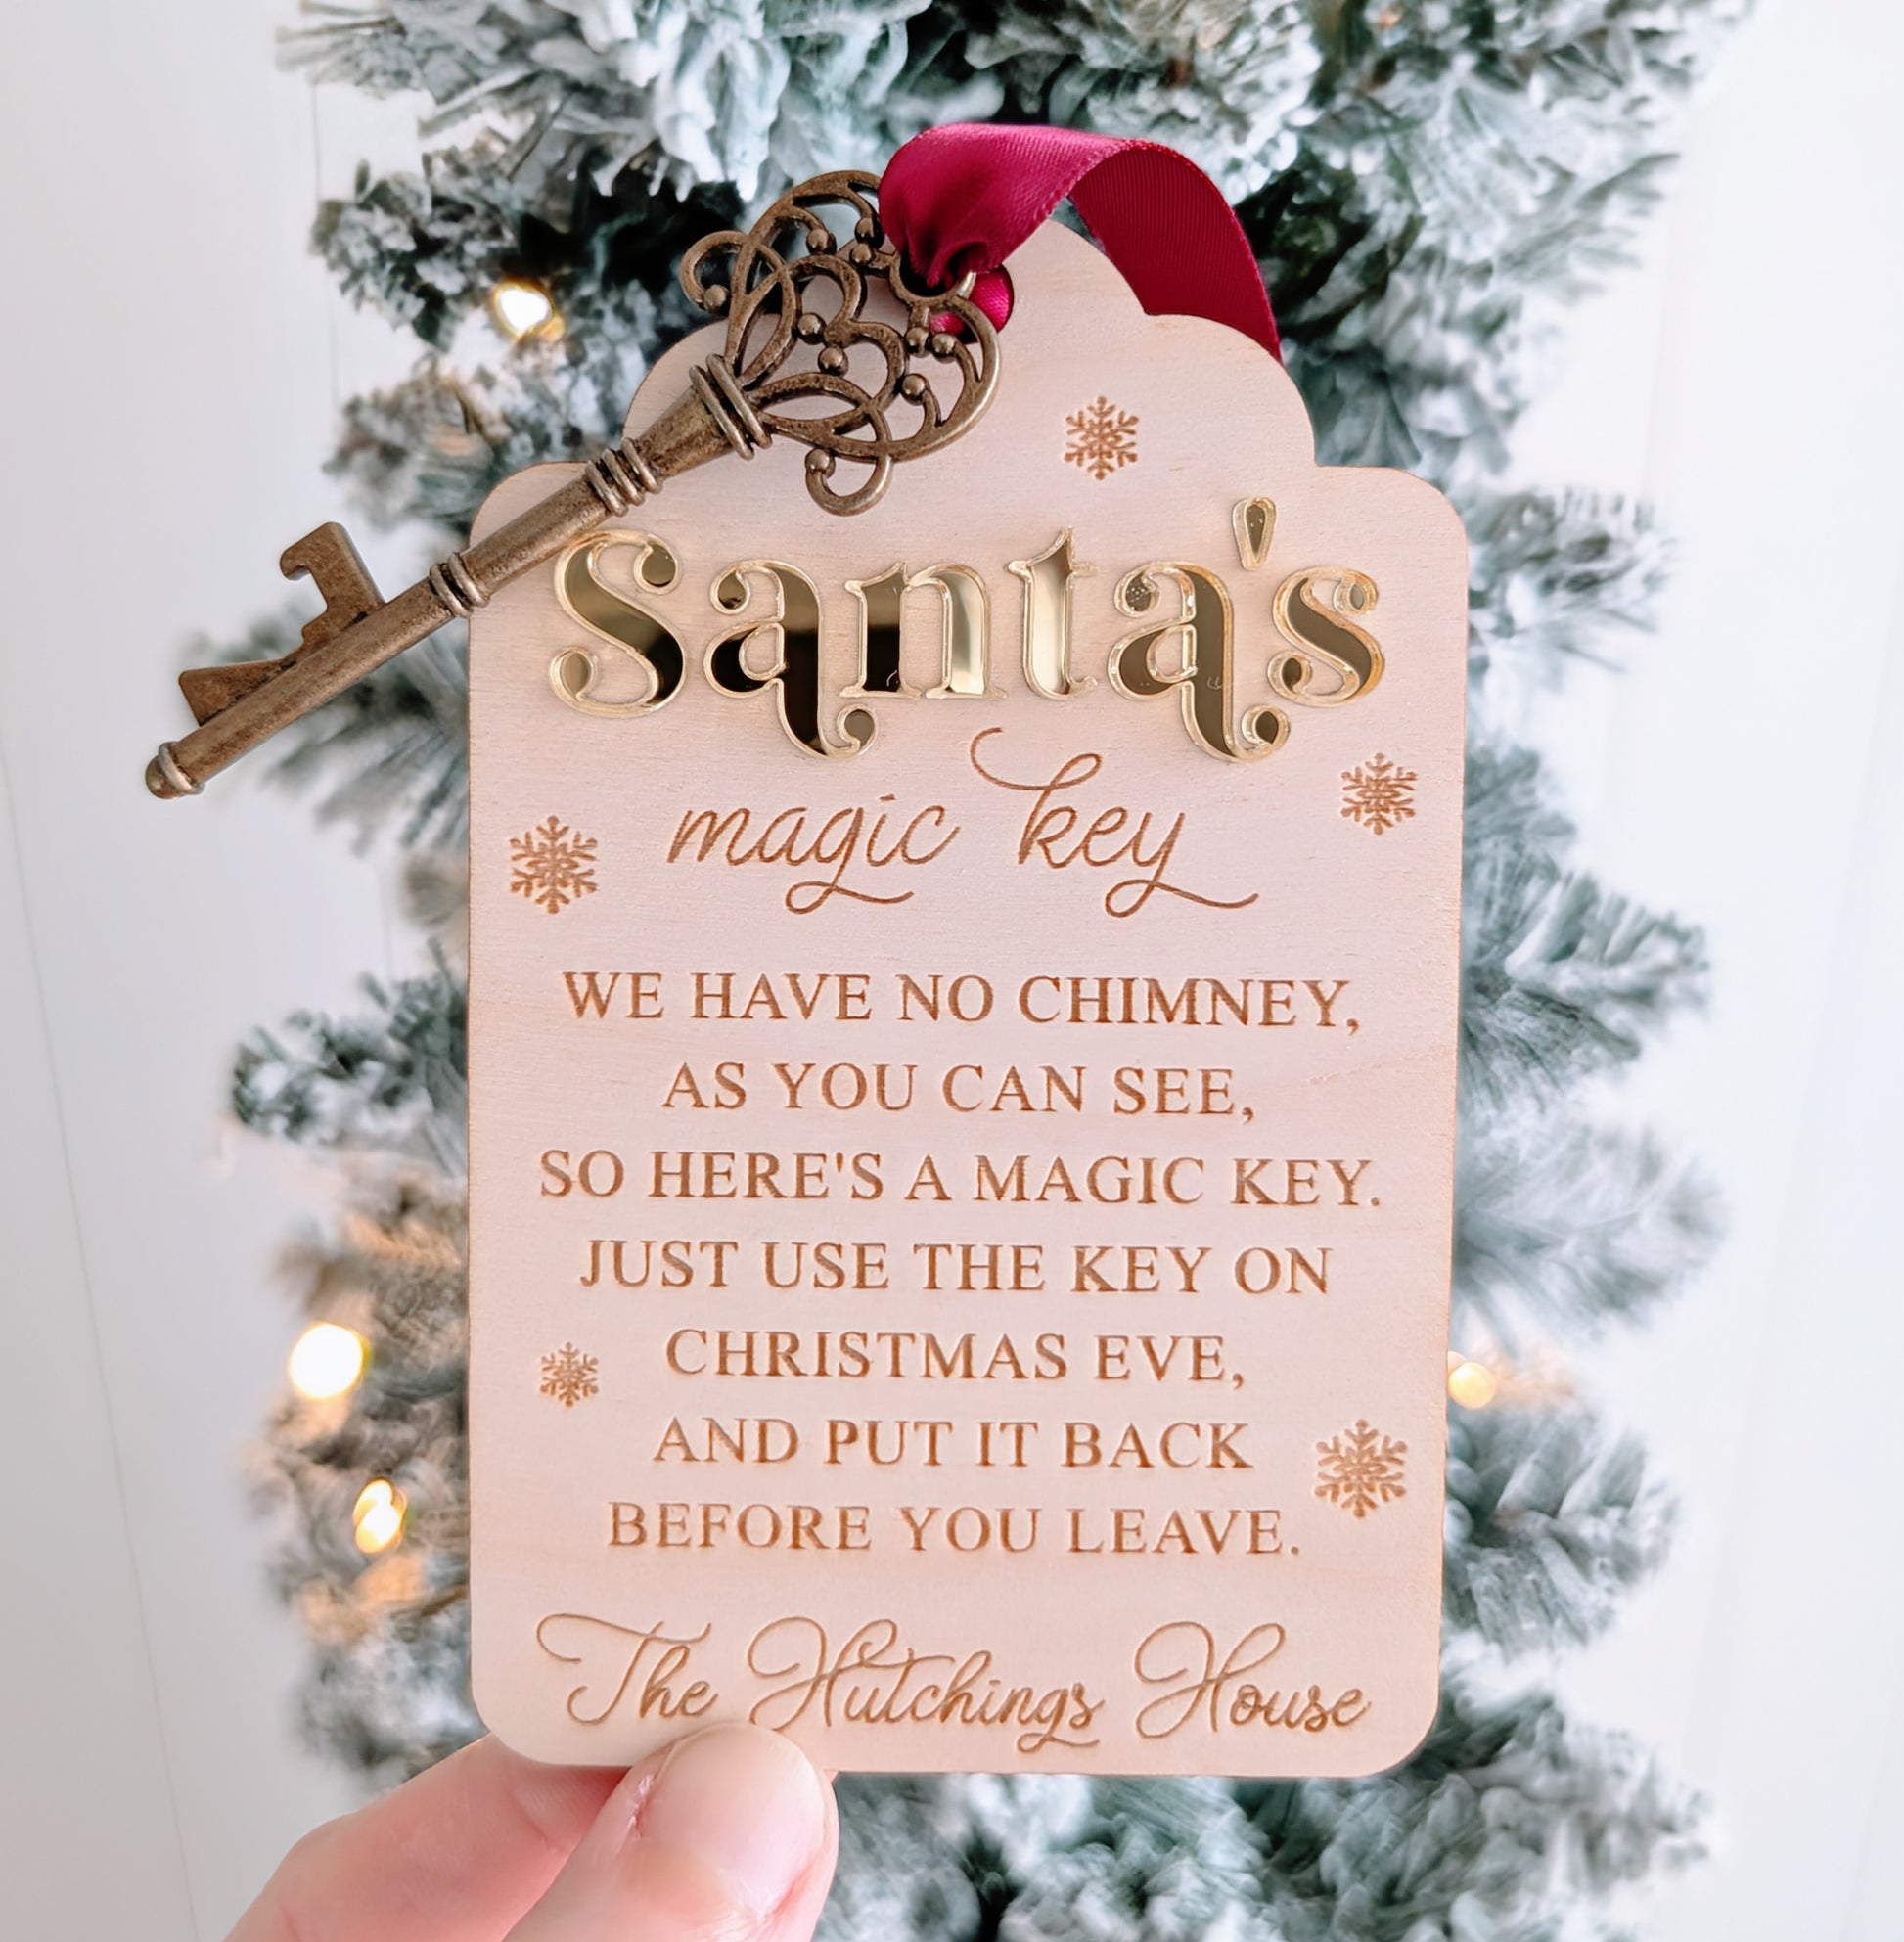 Santa's
magic key
WE HAVE NO CHIMNEY,
AS YOU CAN SEE,
SO HERE'S A MAGIC KEY.
JUST USE THE KEY ON
CHRISTMAS EVE,
AND PUT IT BACK
BEFORE YOU LEAVE.
The Hutchings House